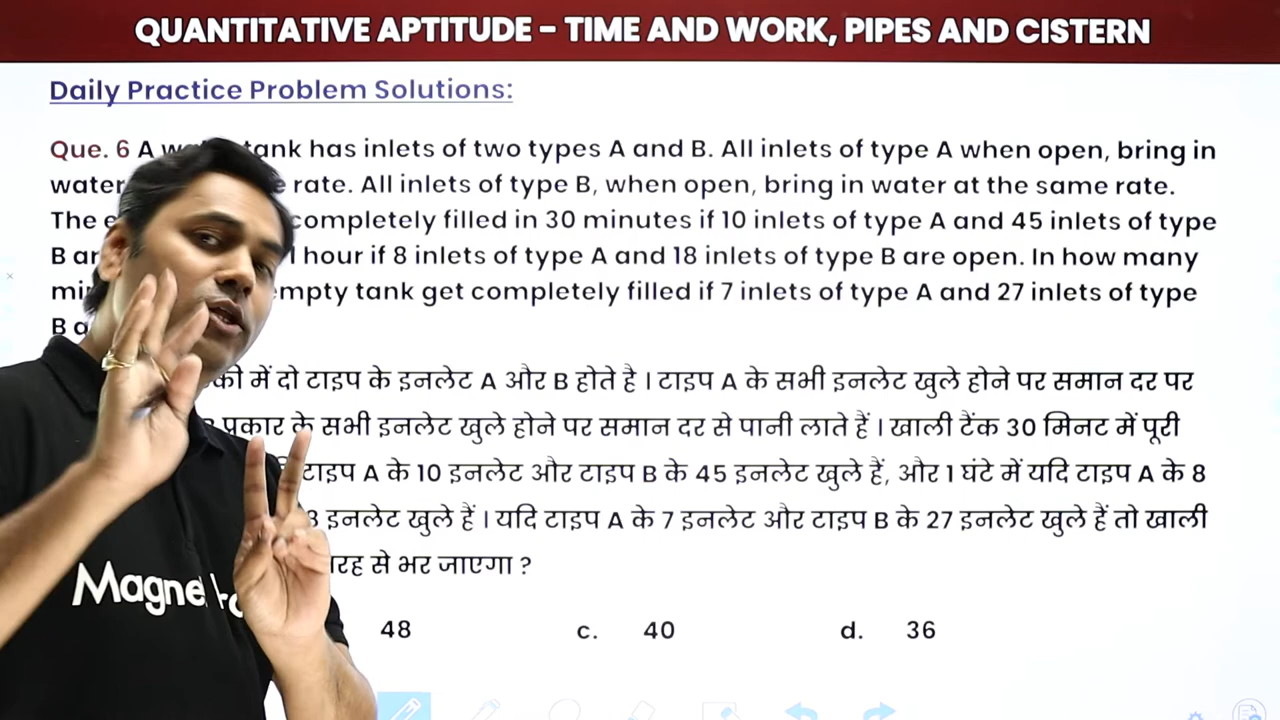 QUANTITATIVE APTITUDE - TIME AND WORK, PIPES AND CISTERN
Daily Practice Problem Solutions:
Que. 6 A tank has inlets of two types A and B. All inlets of type A when open, bring in
water rate. All inlets of type B, when open, bring in water at the same rate.
The completely filled in 30 minutes if 10 inlets of type A and 45 inlets of type
B hour if 8 inlets of type A and 18 inlets of type B are open. In how many
empty tank get completely filled if 7 inlets of type A and 27 inlets of type
B
में दो टाइप के इनलेट A और B होते है । टाइप A के सभी इनलेट खुले होने पर समान दर पर
प्रकार के सभी इनलेट खुले होने पर समान दर से पानी लाते हैं । खाली टैंक 30 मिनट में पूरी
टाइप A के 10 इनलेट और टाइप B के 45 इनलेट खुले हैं, और 1 घंटे में यदि टाइप A के 8
इनलेट खुले हैं । यदि टाइप A के 7 इनलेट और टाइप B के 27 इनलेट खुले हैं तो खाली
से भर जाएगा ?
48 c. 40 d. 36